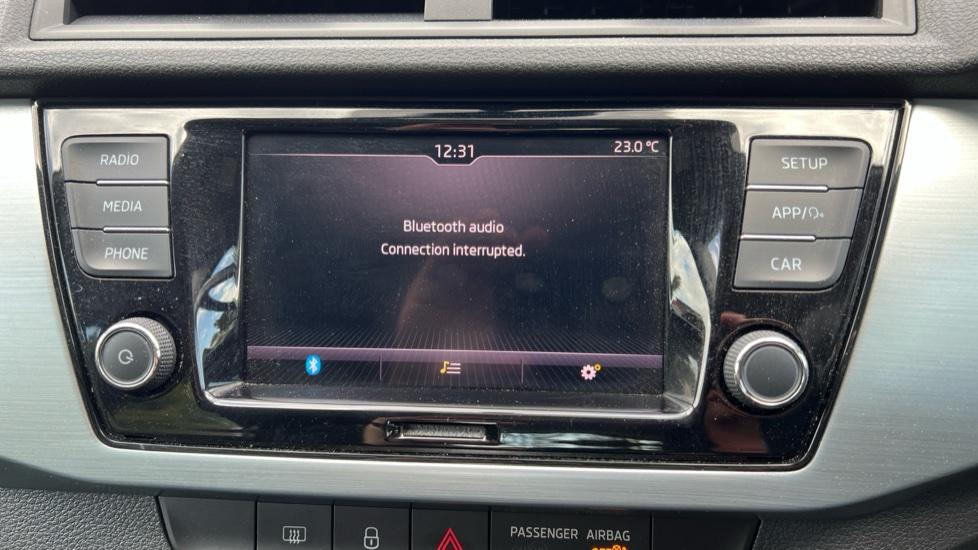 12:31
23.0 °C
RADIO
SETUP
MEDIA
APP/
PHONE
CAR
Bluetooth audio
Connection interrupted.
PASSENGER AIRBAG